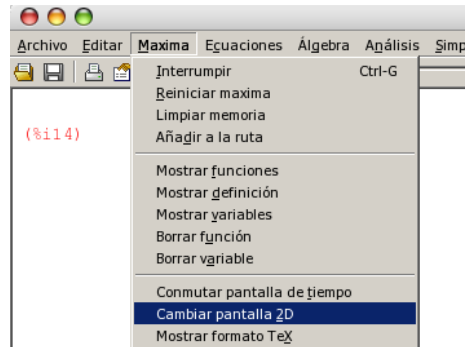 Archivo Editar Maxima Ecuaciones Álgebra Análisis Simp
Interrumpir Ctrl-G
Reiniciar maxima
Limpiar memoria
(%i14)
Añadir a la ruta
Mostrar funciones
Mostrar definición
Mostrar variables
Borrar función
Borrar variable
Conmutar pantalla de tiempo
Cambiar pantalla 2D
Mostrar formato TeX